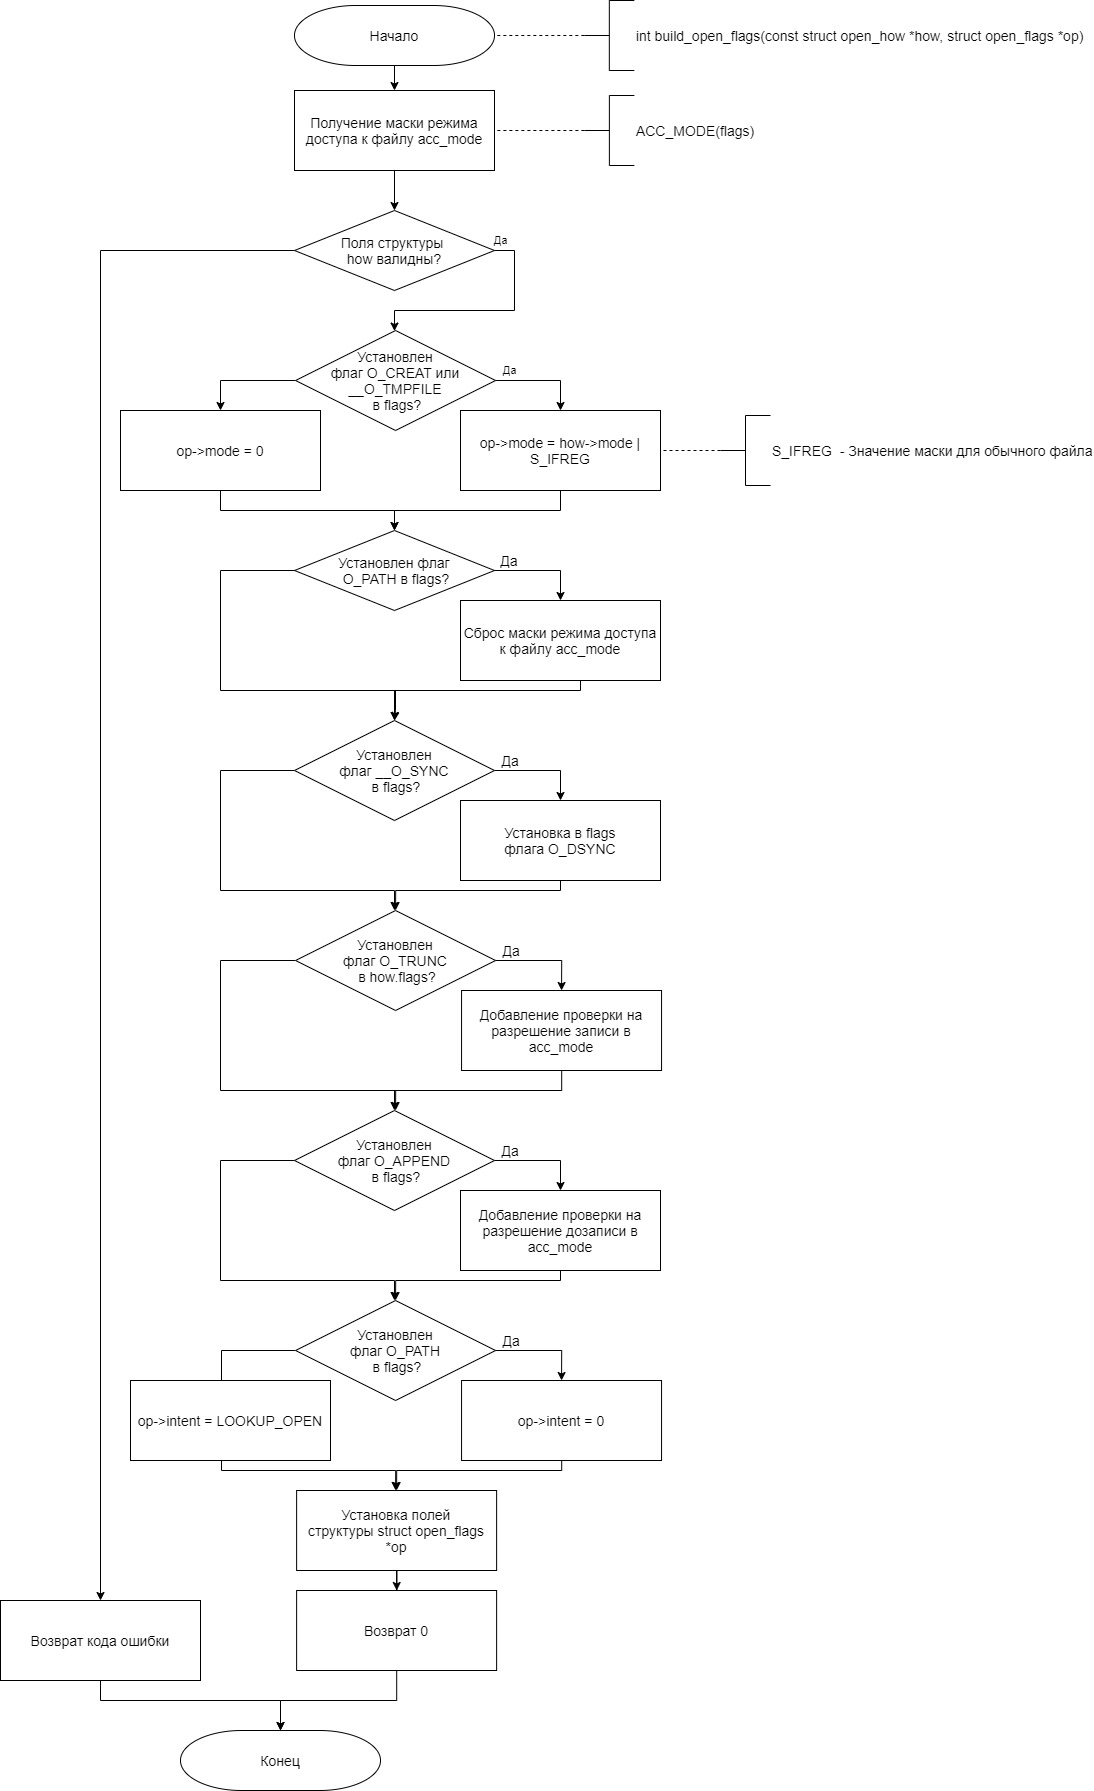 Начало
int build_open_flags(const struct open_how *how, struct open_flags *op)
Получение маски режима
доступа к файлу acc_mode
ACC_MODE(flags)
Поля структуры
how валидны?
Да
Установлен
флаг O_CREAT или
__O_TMPFILE
в flags?
Да
op->mode = 0
op->mode = how->mode |
S_IFREG
S_IFREG  - Значение маски для обычного файла
Установлен флаг
O_PATH в flags?
Да
Сброс маски режима доступа
к файлу acc_mode
Установлен
флаг __O_SYNC
в flags?
Да
Установка в flags
флага O_DSYNC
Установлен
флаг O_TRUNC
в how.flags?
Да
Добавление проверки на
разрешение записи в
acc_mode
Установлен
флаг O_APPEND
в flags?
Да
Добавление проверки на
разрешение дозаписи в
acc_mode
Установлен
флаг O_PATH
в flags?
Да
op->intent = LOOKUP_OPEN
op->intent = 0
Установка полей
структуры struct open_flags
*op
Возврат кода ошибки
Возврат 0
Конец